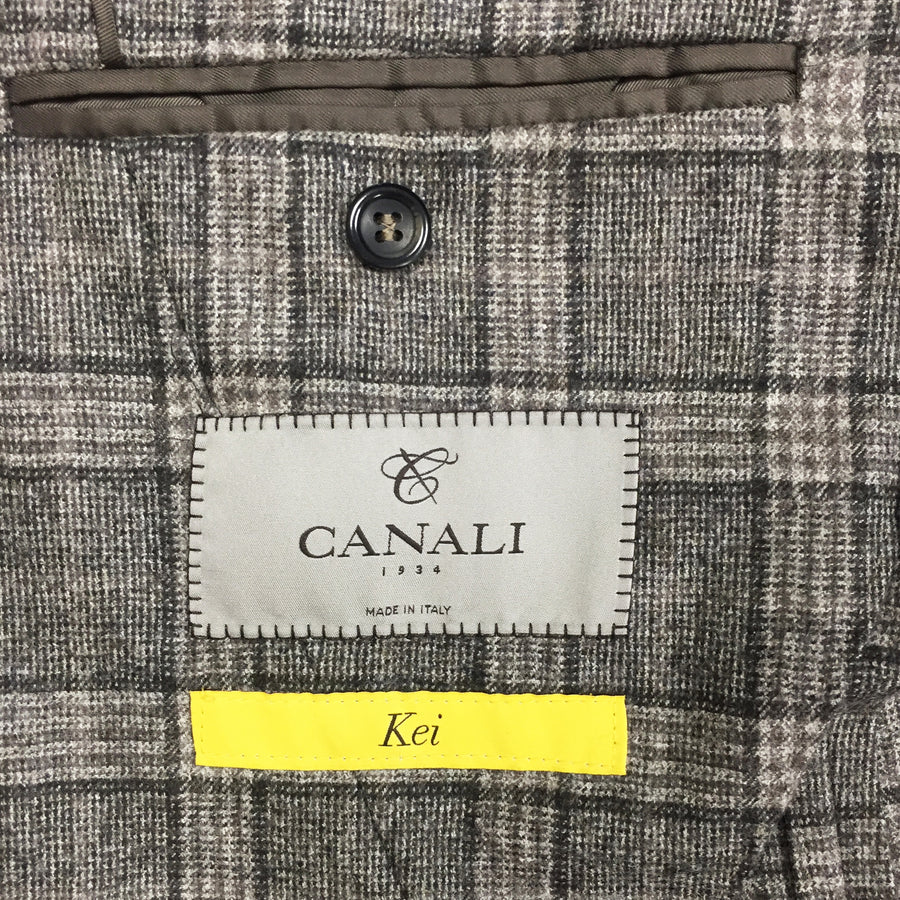 CANALI
1934
MADE IN ITALY
Kei